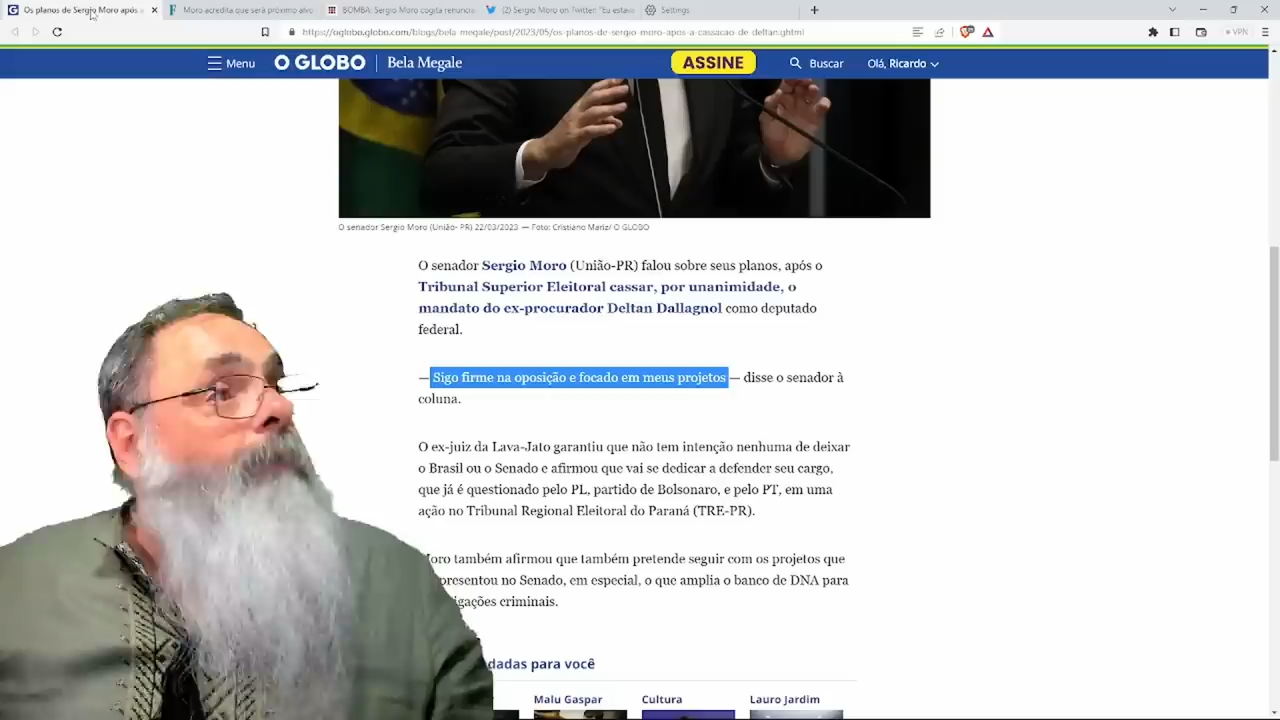 Os planos de Sergio Moro após a
Moro acredita que será próximo alvo
BOMBA: Sergio Moro cogita renuncia
(2) Sergio Moro on Twitter: "Eu estava
Settings
https://oglobo.globo.com/blogs/bela-megale/post/2023/05/os-planos-de-sergio-moro-apos-a-cassacao-de-deltan.ghtml
VPN
Menu
O GLOBO
Bela Megale
ASSINE
Buscar
Olá, Ricardo
O senador Sergio Moro (União- PR) 22/03/2023 — Foto: Cristiano Mariz/ O GLOBO
O senador Sergio Moro (União-PR) falou sobre seus planos, após o
Tribunal Superior Eleitoral cassar, por unanimidade, o
mandato do ex-procurador Deltan Dallagnol como deputado
federal.
— Sigo firme na oposição e focado em meus projetos — disse o senador à
coluna.
O ex-juiz da Lava-Jato garantiu que não tem intenção nenhuma de deixar
o Brasil ou o Senado e afirmou que vai se dedicar a defender seu cargo,
que já é questionado pelo PL, partido de Bolsonaro, e pelo PT, em uma
ação no Tribunal Regional Eleitoral do Paraná (TRE-PR).
Moro também afirmou que também pretende seguir com os projetos que
presentou no Senado, em especial, o que amplia o banco de DNA para
igações criminais.
dadas para você
Malu Gaspar
Cultura
Lauro Jardim